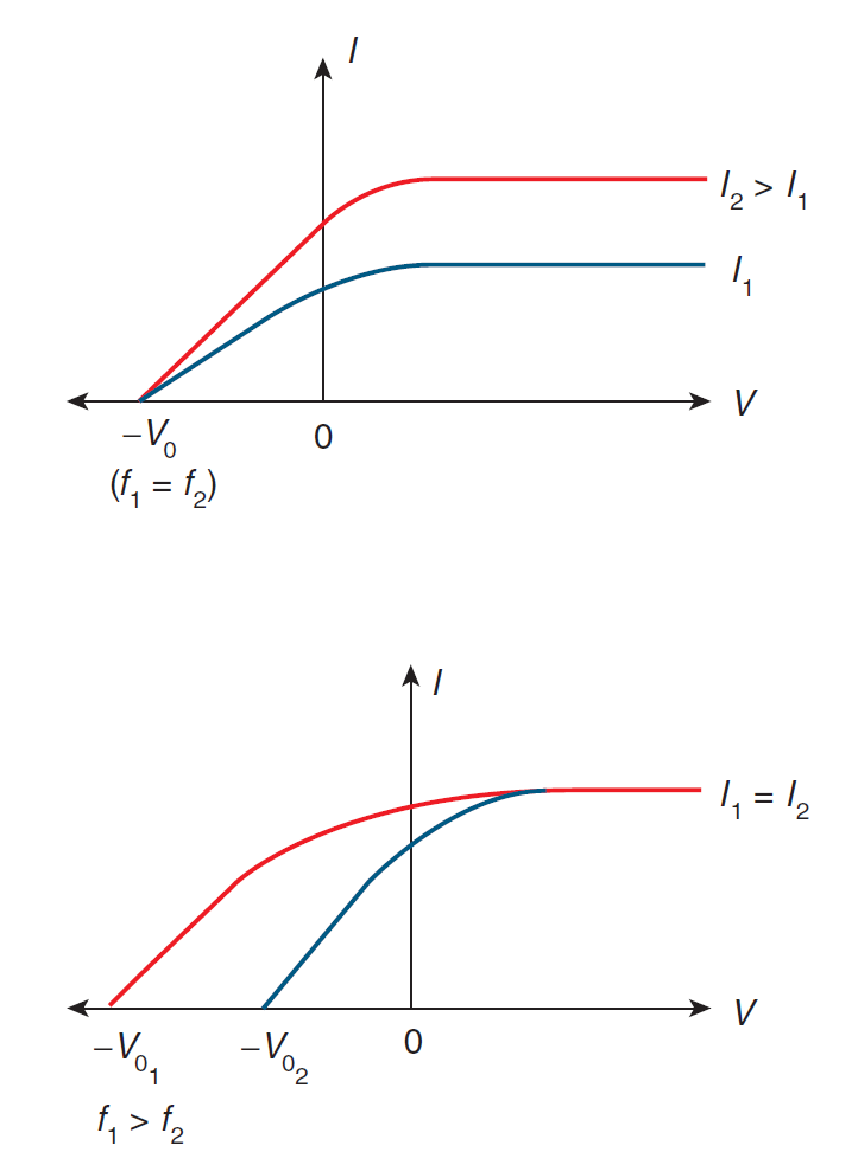 I
I₂ > I₁
I₁
V
–V₀
0
(f₁ = f₂)
I
I₁ = I₂
V
–V₀₁
–V₀₂
0
f₁ > f₂